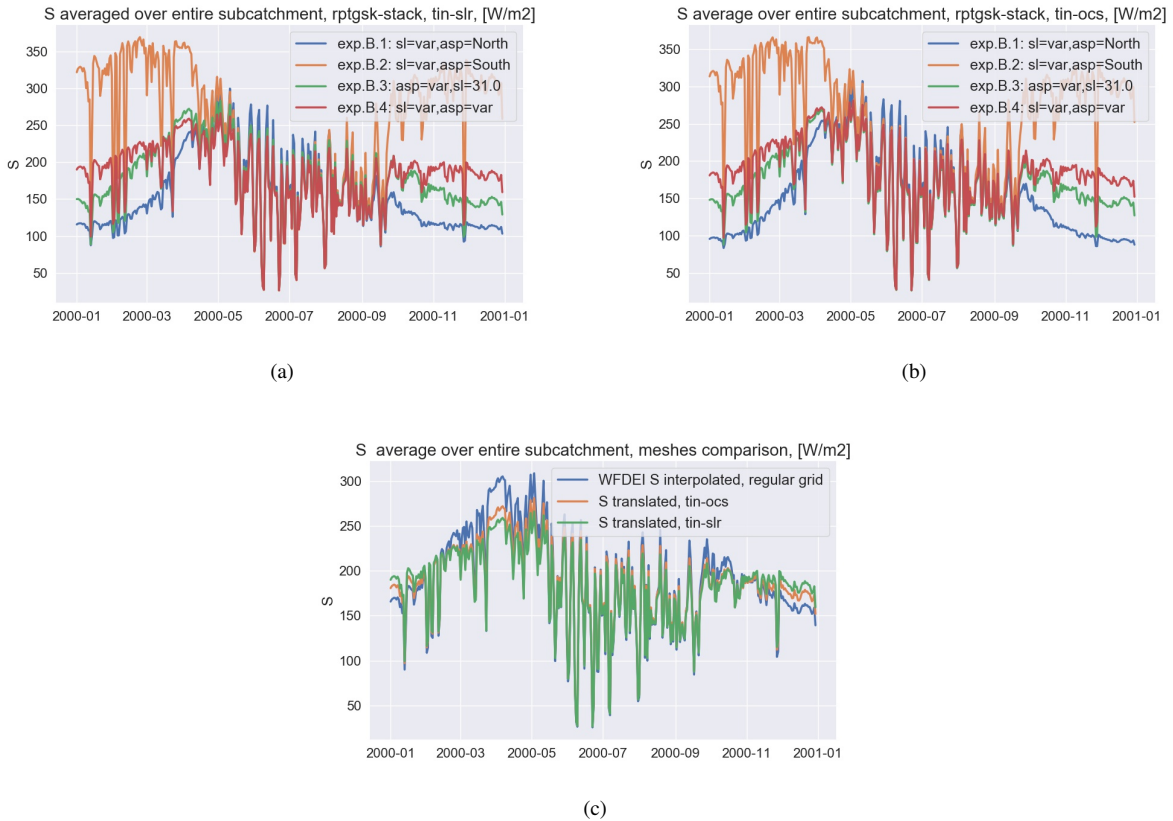 S averaged over entire subcatchment, rptgsk-stack, tin-slr, [W/m2]
exp.B.1: sl=var,asp=North
exp.B.2: sl=var,asp=South
exp.B.3: asp=var,sl=31.0
exp.B.4: sl=var,asp=var
350
300
250
200
150
100
50
S
2000-01 2000-03 2000-05 2000-07 2000-09 2000-11 2001-01
(a)
S average over entire subcatchment, rptgsk-stack, tin-ocs, [W/m2]
exp.B.1: sl=var,asp=North
exp.B.2: sl=var,asp=South
exp.B.3: asp=var,sl=31.0
exp.B.4: sl=var,asp=var
350
300
250
200
150
100
50
S
2000-01 2000-03 2000-05 2000-07 2000-09 2000-11 2001-01
(b)
S average over entire subcatchment, meshes comparison, [W/m2]
WFDEI S interpolated, regular grid
S translated, tin-ocs
S translated, tin-slr
300
250
200
150
100
50
S
2000-01 2000-03 2000-05 2000-07 2000-09 2000-11 2001-01
(c)